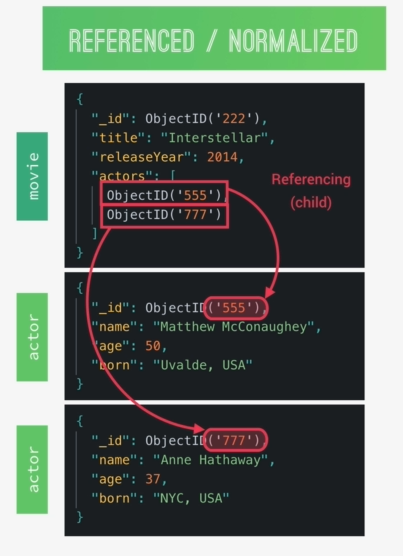 REFERENCED / NORMALIZED
movie
{
"_id": ObjectID('222'),
"title": "Interstellar",
"releaseYear": 2014,
"actors": [
ObjectID('555'),
ObjectID('777')
]
}
Referencing
(child)
actor
{
"_id": ObjectID('555'),
"name": "Matthew McConaughey",
"age": 50,
"born": "Uvalde, USA"
}
actor
{
"_id": ObjectID('777'),
"name": "Anne Hathaway",
"age": 37,
"born": "NYC, USA"
}